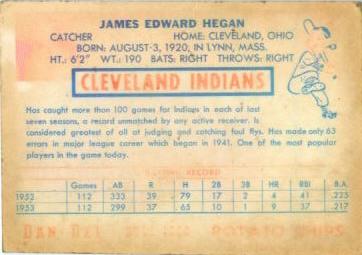 JAMES EDWARD HEGAN
CATCHER HOME: CLEVELAND, OHIO
BORN: AUGUST 3, 1920, IN LYNN, MASS.
HT.: 6'2" WT.: 190 BATS: RIGHT THROWS: RIGHT
CLEVELAND INDIANS
Has caught more than 100 games for Indians in each of last
seven seasons, a record unmatched by any active receiver. Is
considered greatest of all at judging and catching foul flys. Has made only 63
errors in major league career which began in 1941. One of the most popular
players in the game today.
RECORD
Games AB R H 2B 3B HR RBI B.A.
1952 112 333 39 79 17 2 4 41 .225
1953 112 299 37 65 9 37 .217
DAN DEE POTATO CHIPS